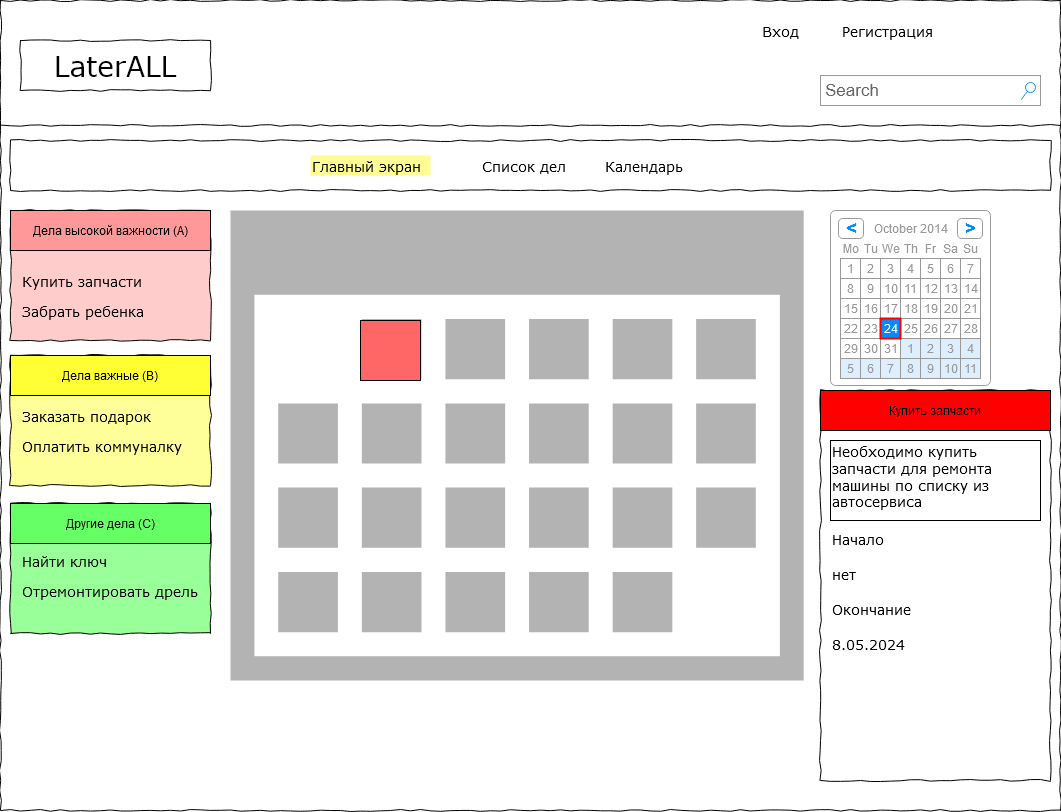 LaterALL
Вход Регистрация
Search
Главный экран Список дел Календарь
Дела высокой важности (A)
Купить запчасти
Забрать ребенка
Дела важные (B)
Заказать подарок
Оплатить коммуналку
Другие дела (C)
Найти ключ
Отремонтировать дрель
< October 2014 >
Mo Tu We Th Fr Sa Su
1 2 3 4 5 6 7
8 9 10 11 12 13 14
15 16 17 18 19 20 21
22 23 24 25 26 27 28
29 30 31 1 2 3 4
5 6 7 8 9 10 11
Купить запчасти
Необходимо купить
запчасти для ремонта
машины по списку из
автосервиса
Начало
нет
Окончание
8.05.2024